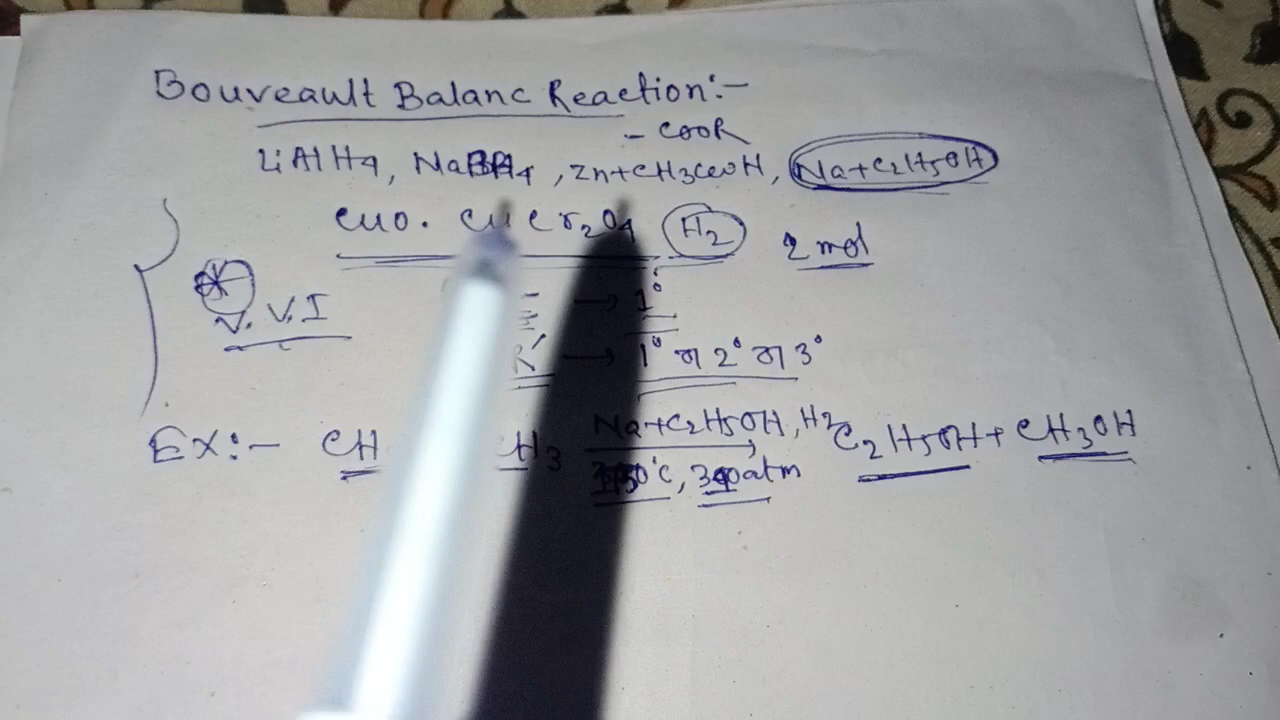 Bouveault Balanc Reaction:-
- COOR
LiAlH4, NaBH4, Zn+CH3COOH, Na+C2H5OH
CuO. CuCr2O4 H2 2 mol
V.V.I - → 1°
R' → 1° or 2° or 3°
Ex:- CH H3 Na+C2H5OH, H2 C2H5OH + CH3OH
atm